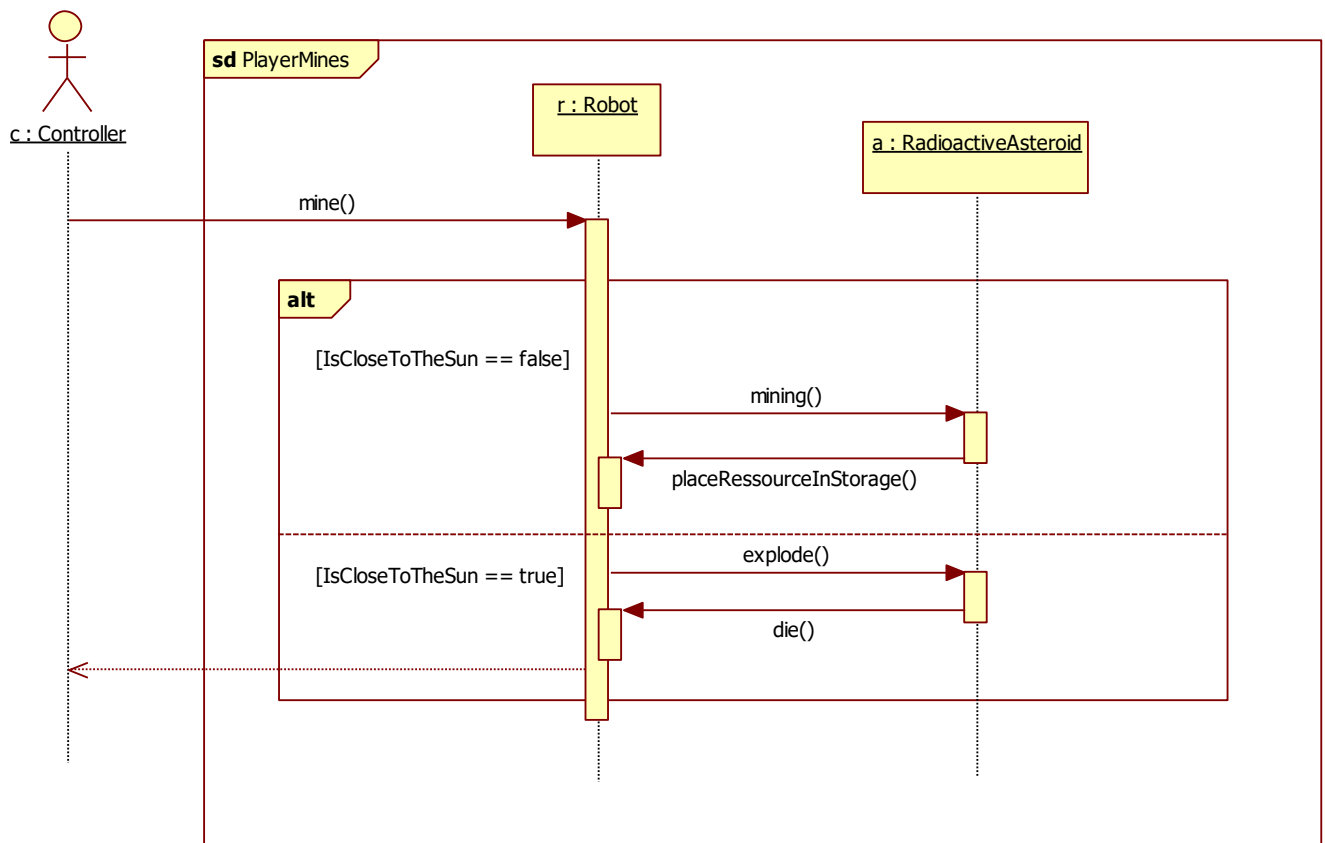 sd PlayerMines
c : Controller
r : Robot
a : RadioactiveAsteroid
mine()
alt
[IsCloseToTheSun == false]
mining()
placeRessourceInStorage()
[IsCloseToTheSun == true]
explode()
die()